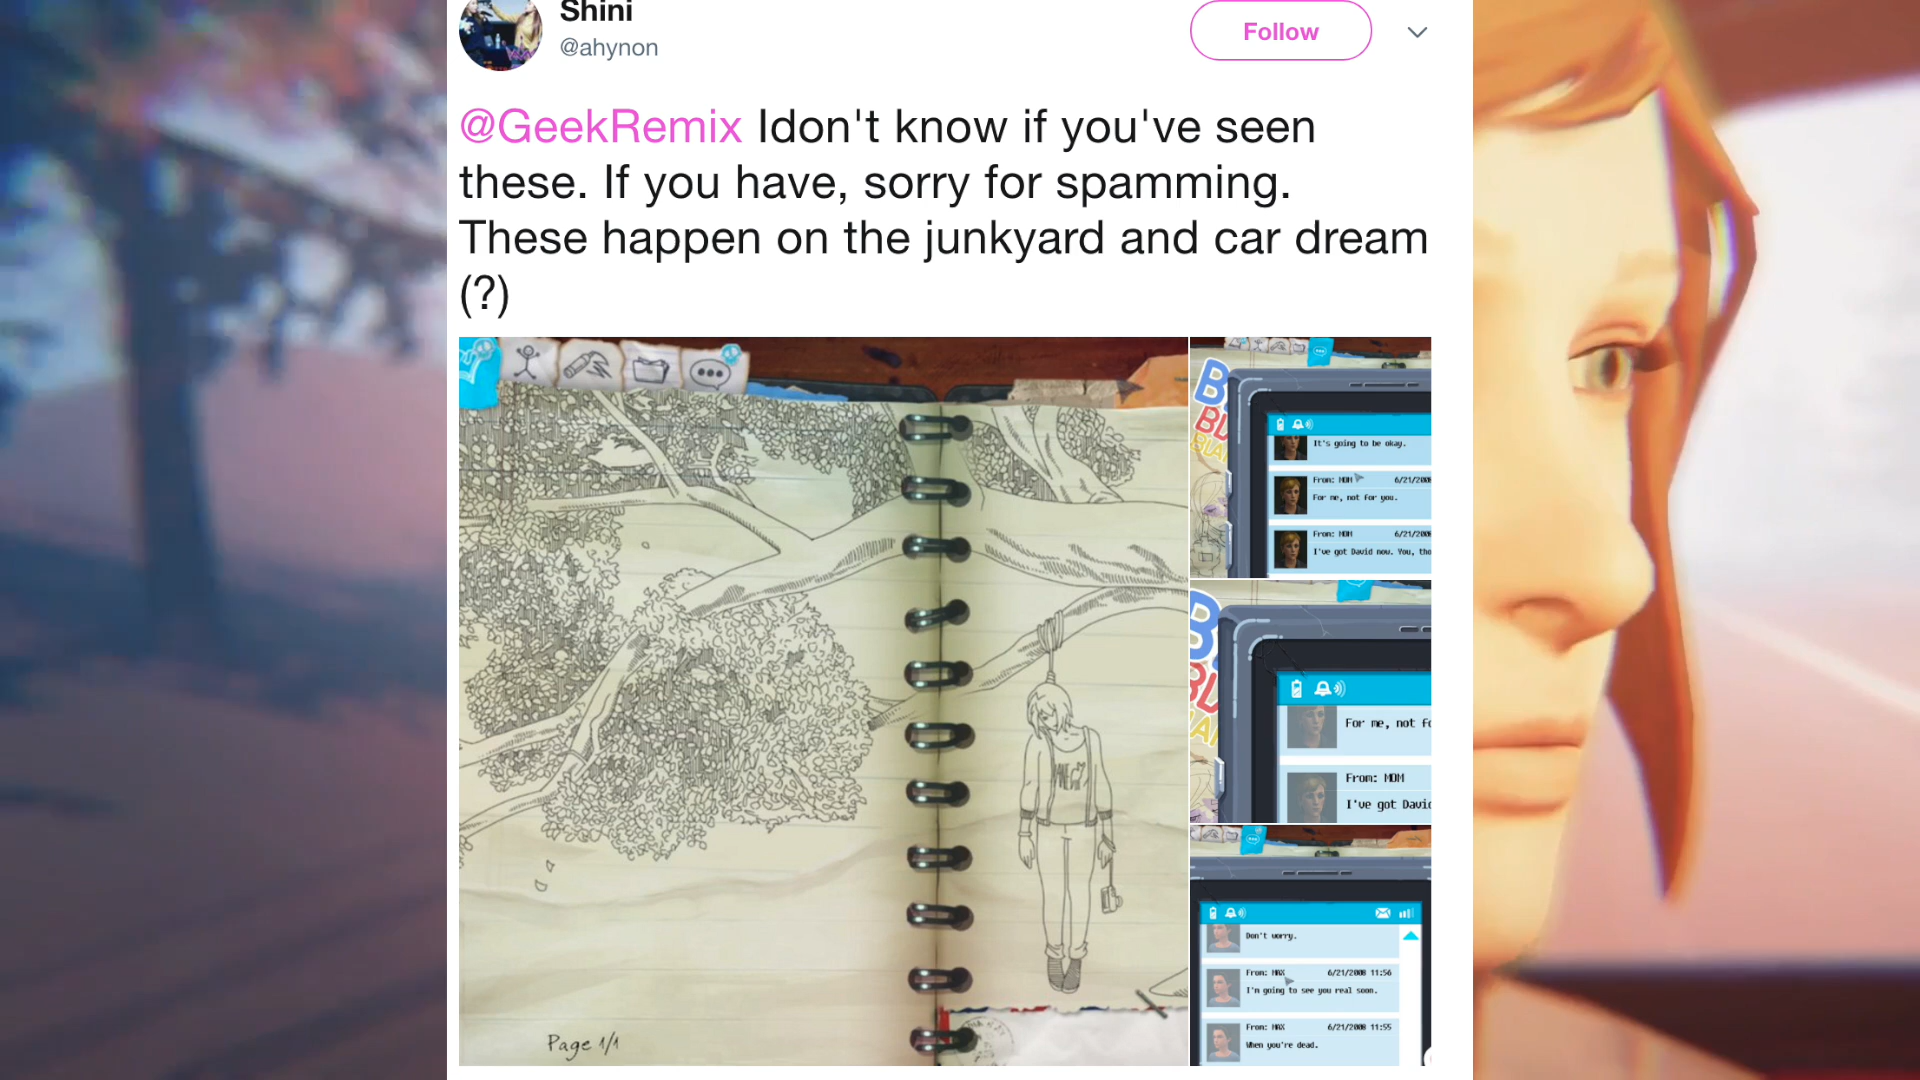 Shini
@ahynon
Follow
@GeekRemix Idon't know if you've seen
these. If you have, sorry for spamming.
These happen on the junkyard and car dream
(?)
It's going to be okay.
From: MOM
For me, not for you.
From: MOM
I've got David now. You,
For me, not
From: MOM
I've got
Don't worry.
From: MAX 6/21/2008 11:56
I'm going to see you real soon.
From: MAX 6/21/2008 11:55
When you're dead.
Page 1/1